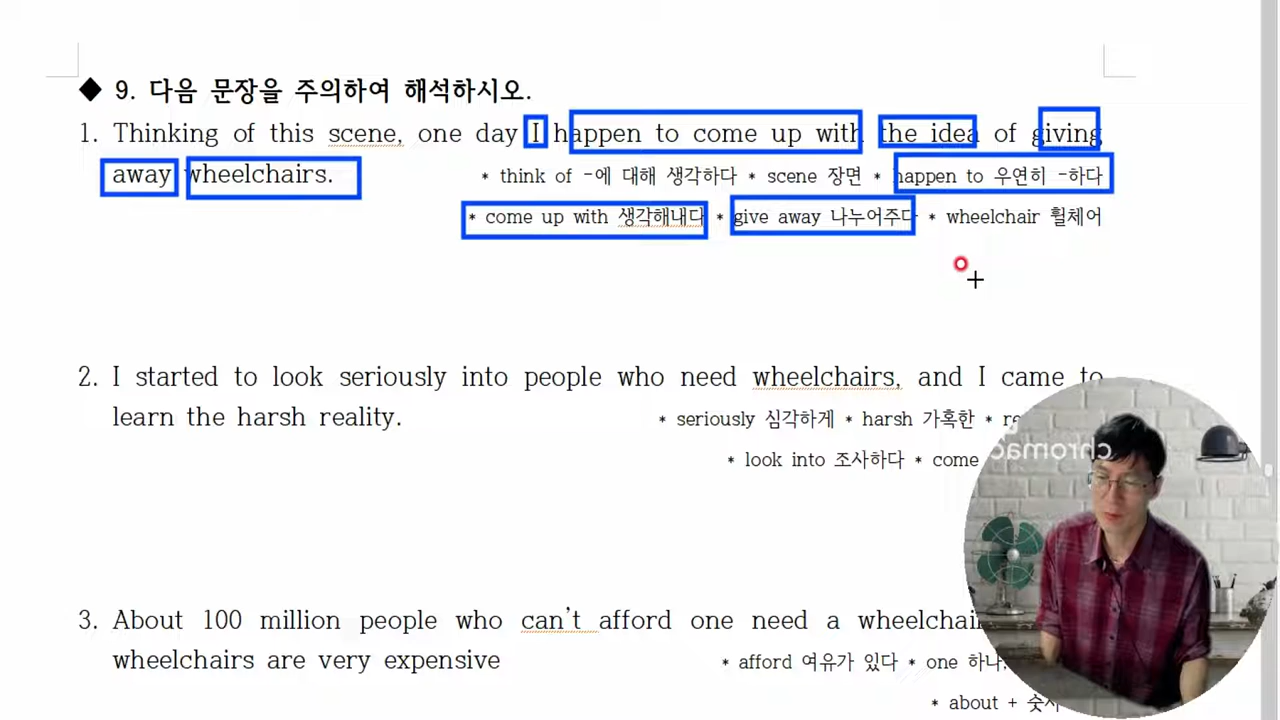 ◆ 9. 다음 문장을 주의하여 해석하시오.
1. Thinking of this scene, one day I happen to come up with the idea of giving
away wheelchairs. * think of -에 대해 생각하다 * scene 장면 * happen to 우연히 -하다
* come up with 생각해내다 * give away 나누어주다 * wheelchair 휠체어
2. I started to look seriously into people who need wheelchairs, and I came to
learn the harsh reality. * seriously 심각하게 * harsh 가혹한 *
* look into 조사하다 * come
chromac
3. About 100 million people who can't afford one need a wheelchair
wheelchairs are very expensive * afford 여유가 있다 * one 하나
* about + 숫자